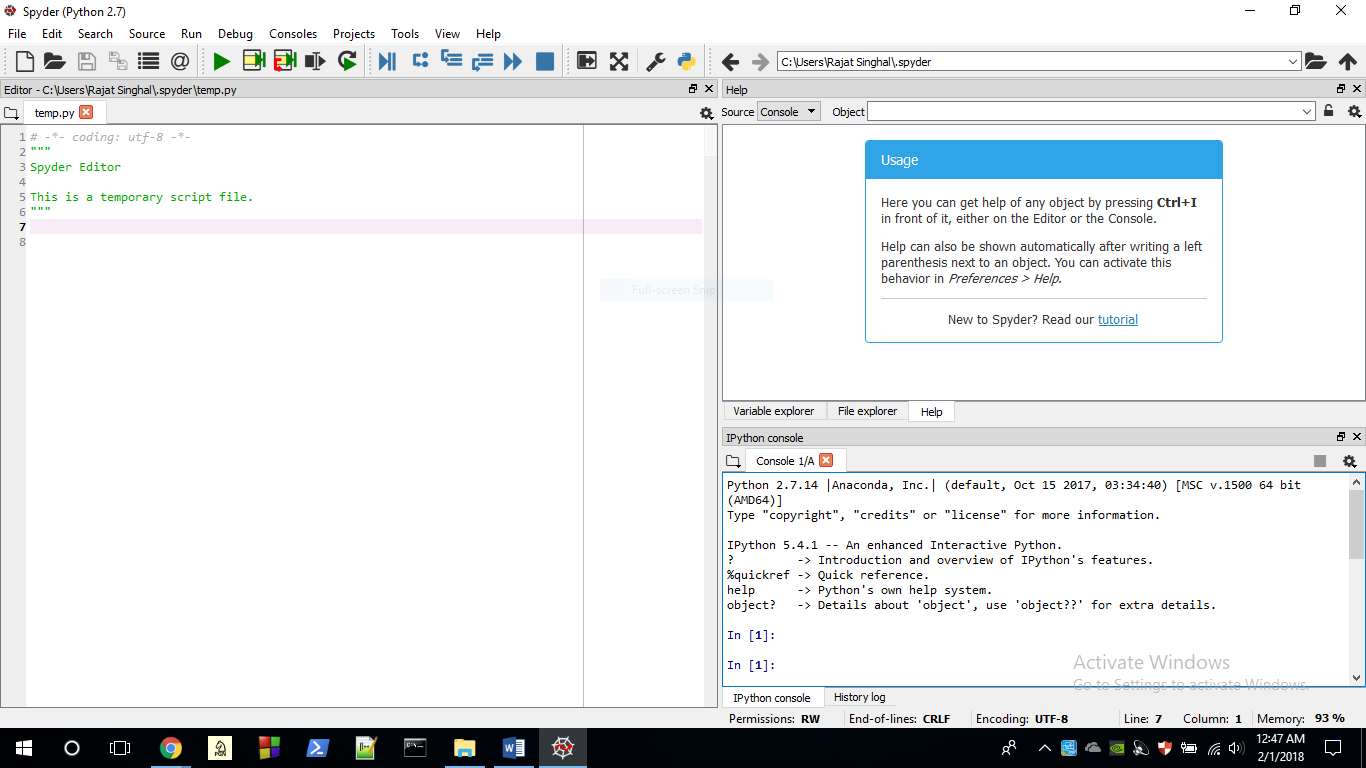 Spyder (Python 2.7)
File Edit Search Source Run Debug Consoles Projects Tools View Help
C:\Users\Rajat Singhal\.spyder
Editor - C:\Users\Rajat Singhal\.spyder\temp.py
temp.py
1 # -*- coding: utf-8 -*-
2 """
3 Spyder Editor
4
5 This is a temporary script file.
6 """
7
8
Full-screen Snip
Help
Source Console Object
Usage
Here you can get help of any object by pressing Ctrl+I
in front of it, either on the Editor or the Console.
Help can also be shown automatically after writing a left
parenthesis next to an object. You can activate this
behavior in Preferences > Help.
New to Spyder? Read our tutorial
Variable explorer File explorer Help
IPython console
Console 1/A
Python 2.7.14 |Anaconda, Inc.| (default, Oct 15 2017, 03:34:40) [MSC v.1500 64 bit
(AMD64)]
Type "copyright", "credits" or "license" for more information.
IPython 5.4.1 -- An enhanced Interactive Python.
? -> Introduction and overview of IPython's features.
%quickref -> Quick reference.
help -> Python's own help system.
object? -> Details about 'object', use 'object??' for extra details.
In [1]:
In [1]:
Activate Windows
Go to Settings to activate Windows.
IPython console History log
Permissions: RW End-of-lines: CRLF Encoding: UTF-8 Line: 7 Column: 1 Memory: 93 %
PGN
12:47 AM
2/1/2018